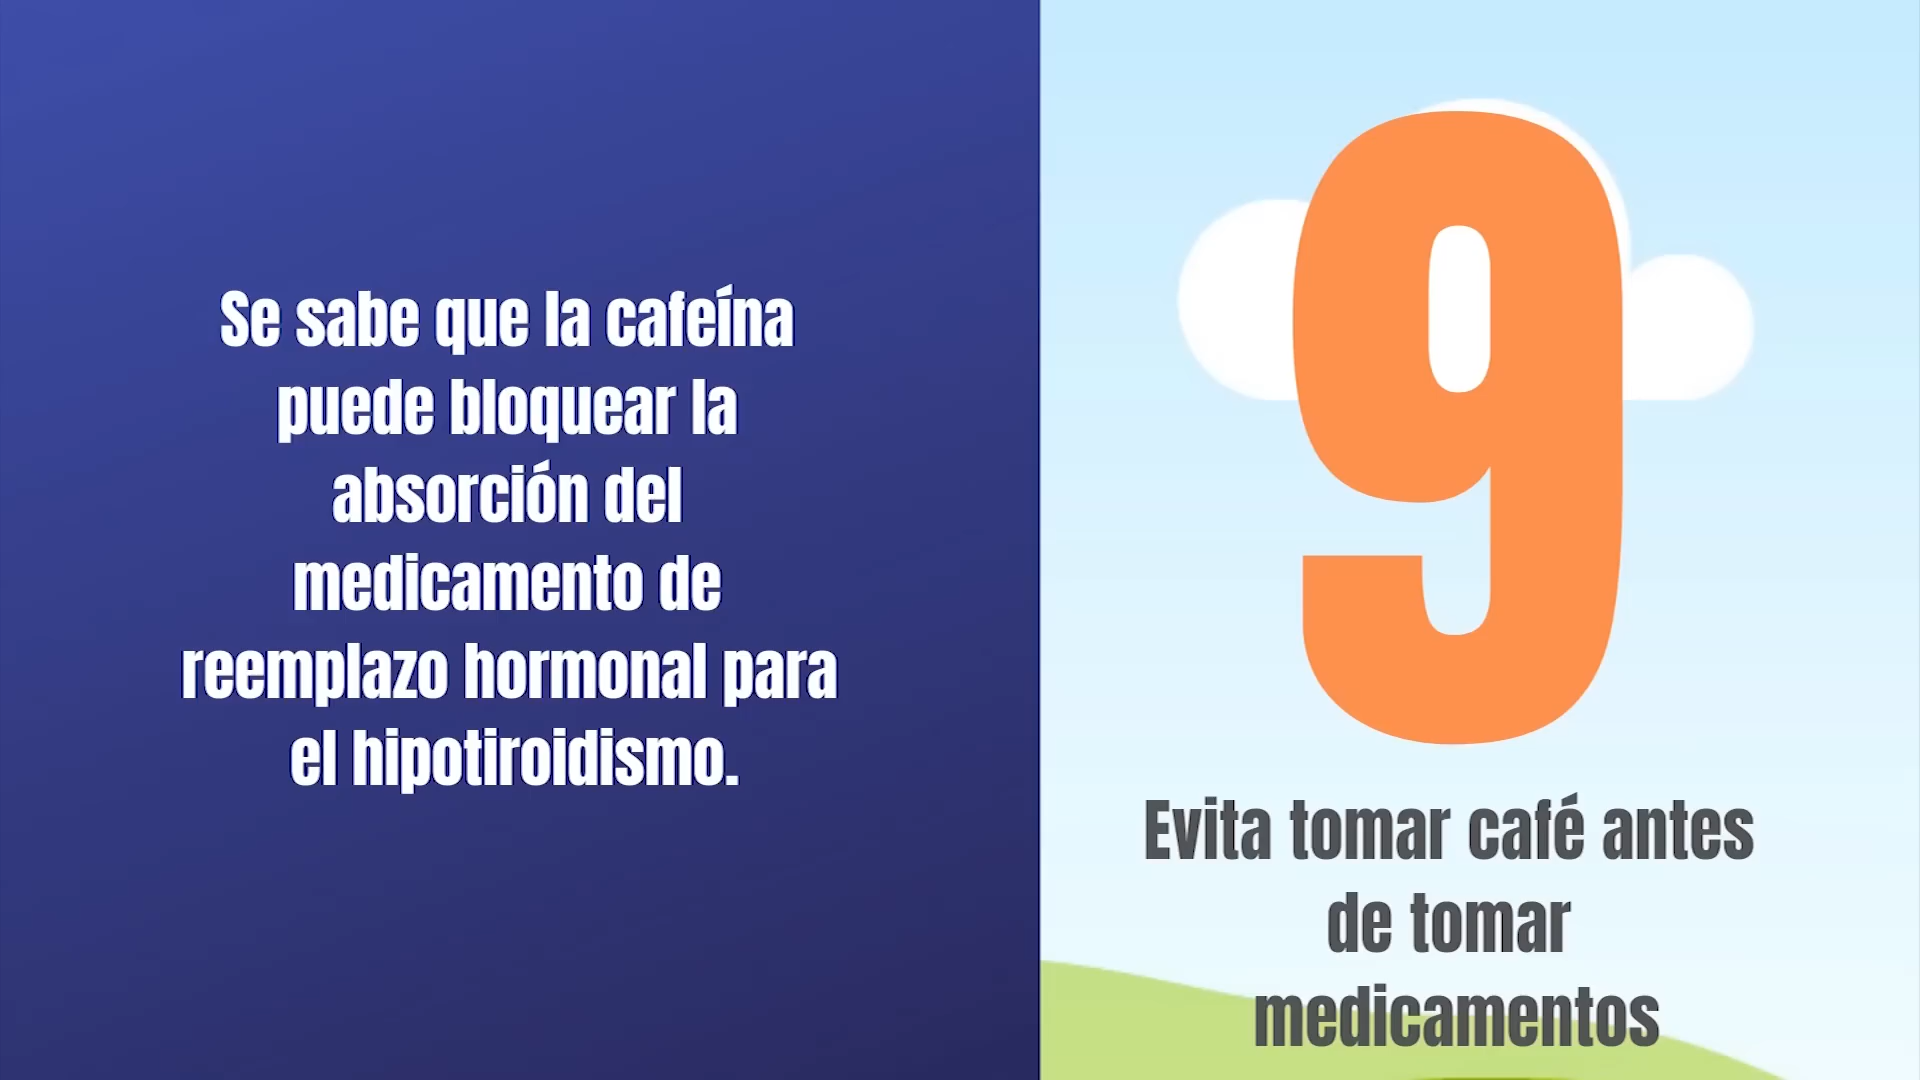 Se sabe que la cafeína
puede bloquear la
absorción del
medicamento de
reemplazo hormonal para
el hipotiroidismo.
9
Evita tomar café antes
de tomar
medicamentos